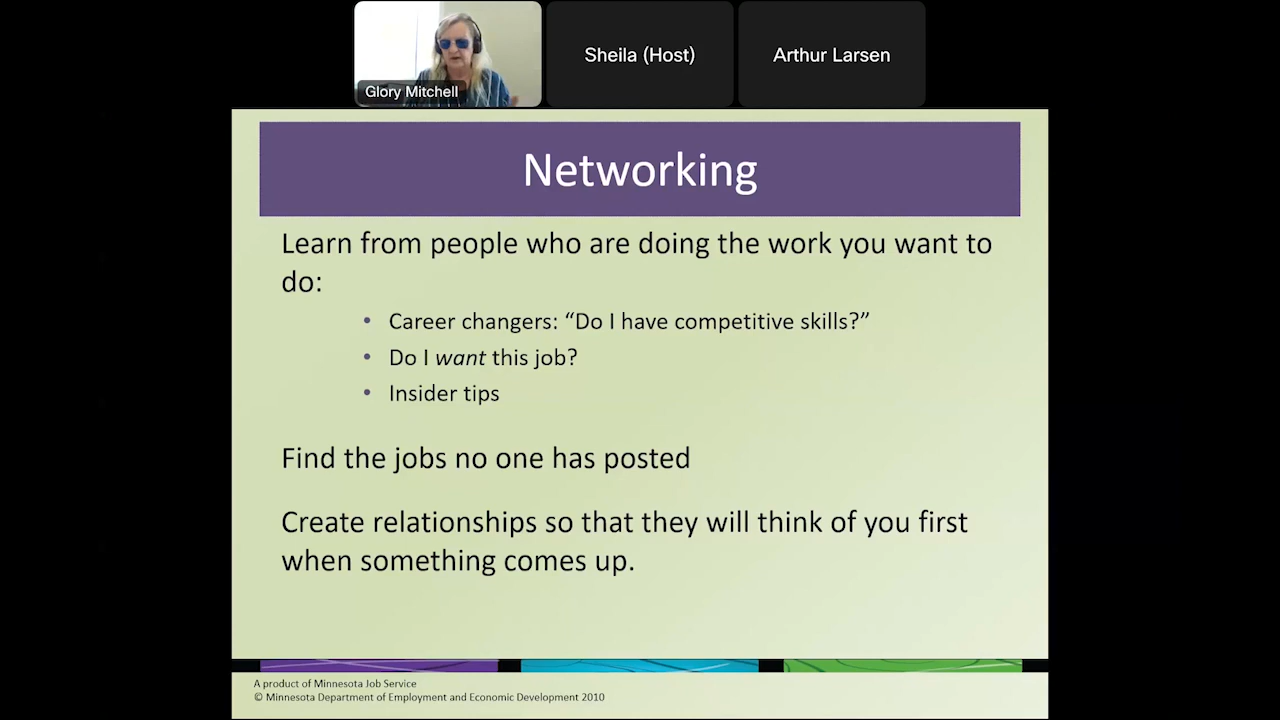 Glory Mitchell
Sheila (Host)
Arthur Larsen
Networking
Learn from people who are doing the work you want to
do:
• Career changers: “Do I have competitive skills?”
• Do I want this job?
• Insider tips
Find the jobs no one has posted
Create relationships so that they will think of you first
when something comes up.
A product of Minnesota Job Service
© Minnesota Department of Employment and Economic Development 2010